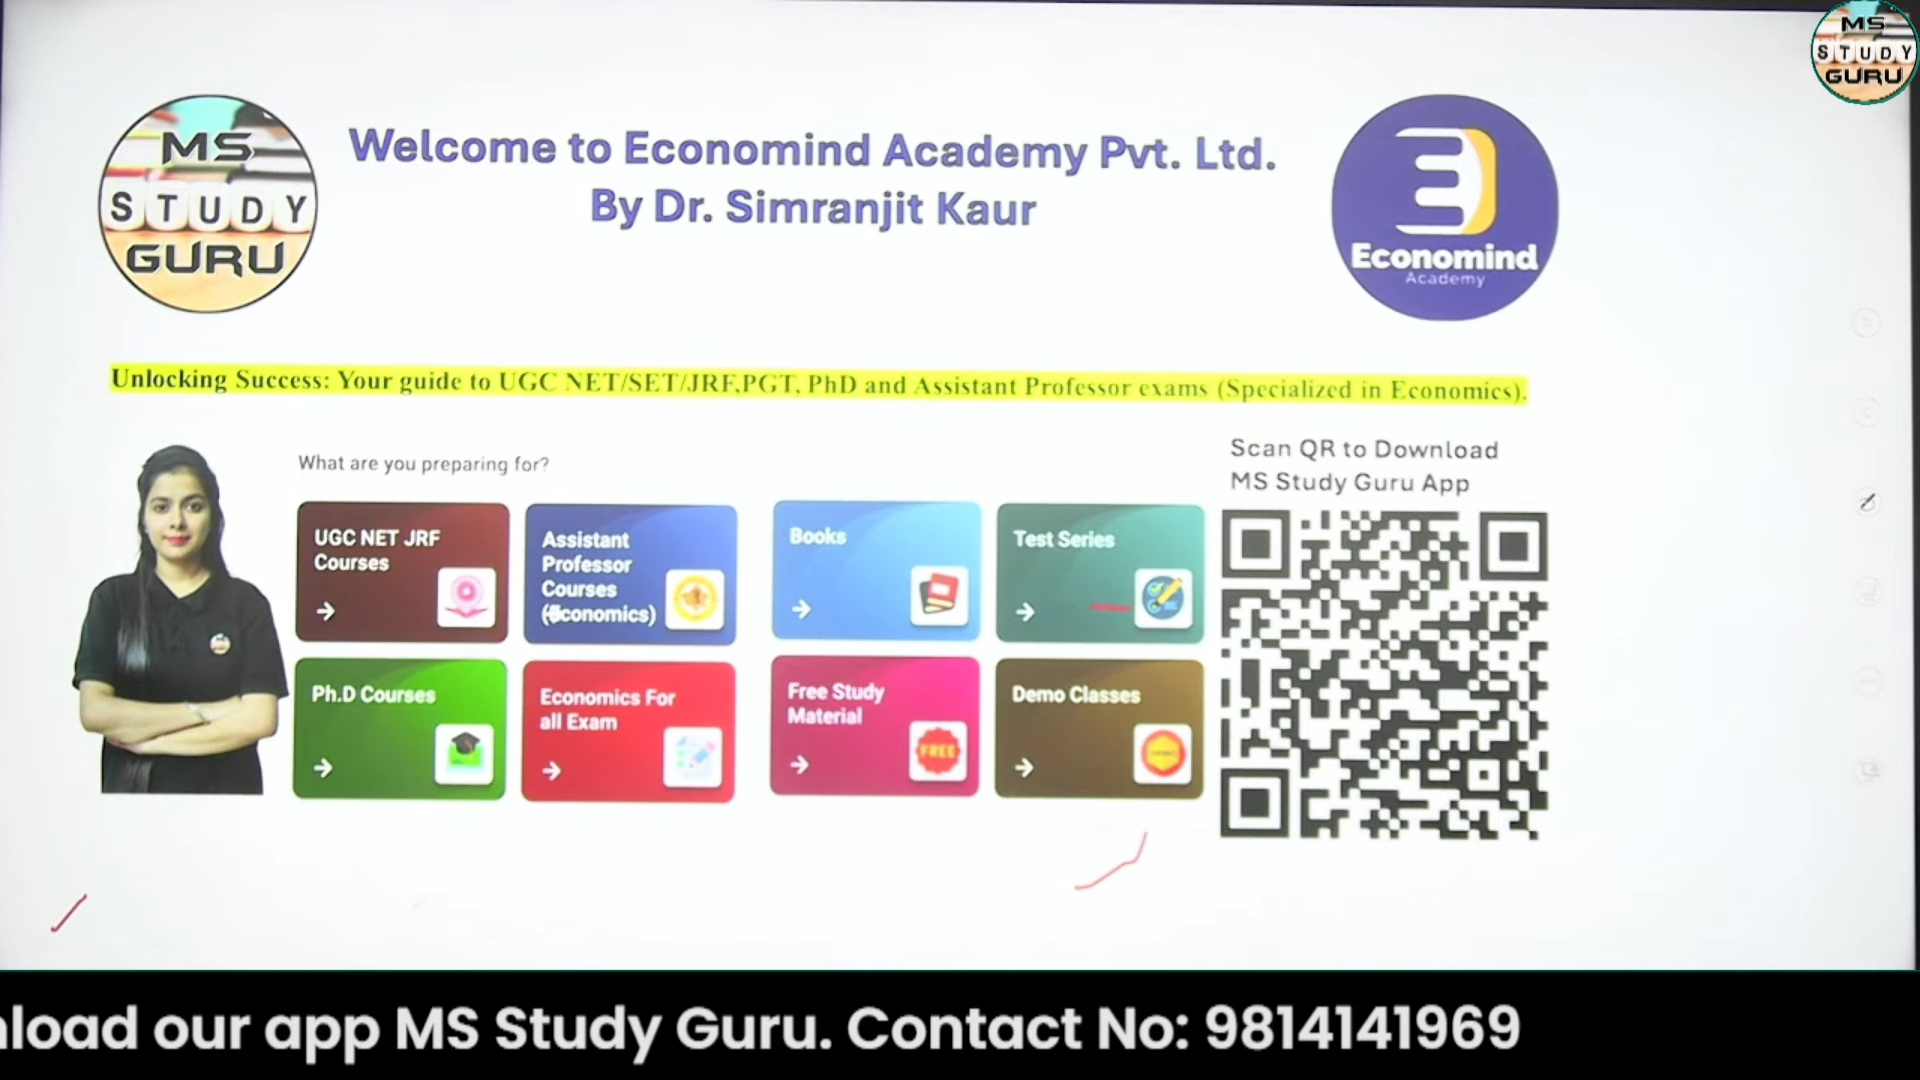 MS
STUDY
GURU
MS
STUDY
GURU
Welcome to Economind Academy Pvt. Ltd.
By Dr. Simranjit Kaur
Economind
Academy
Unlocking Success: Your guide to UGC NET/SET/JRF,PGT, PhD and Assistant Professor exams (Specialized in Economics).
What are you preparing for?
Scan QR to Download
MS Study Guru App
UGC NET JRF
Courses
Assistant
Professor
Courses
(Economics)
Books
Test Series
Ph.D Courses
Economics For
all Exam
Free Study
Material
FREE
Demo Classes
nload our app MS Study Guru. Contact No: 9814141969